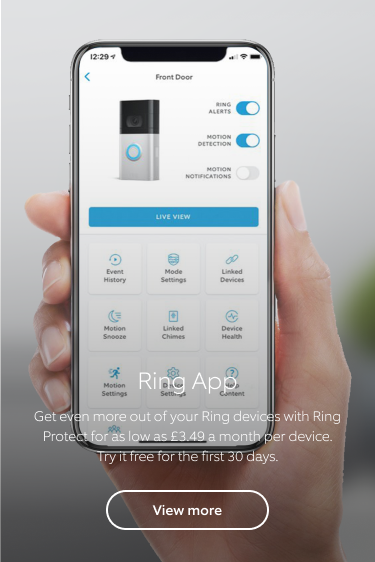 12:29
Front Door
RING
ALERTS
MOTION
DETECTION
MOTION
NOTIFICATIONS
LIVE VIEW
Event
History
Mode
Settings
Linked
Devices
Motion
Snooze
Linked
Chimes
Device
Health
Motion
Settings
Settings
Content
Ring App
Get even more out of your Ring devices with Ring
Protect for as low as £3.49 a month per device.
Try it free for the first 30 days.
View more